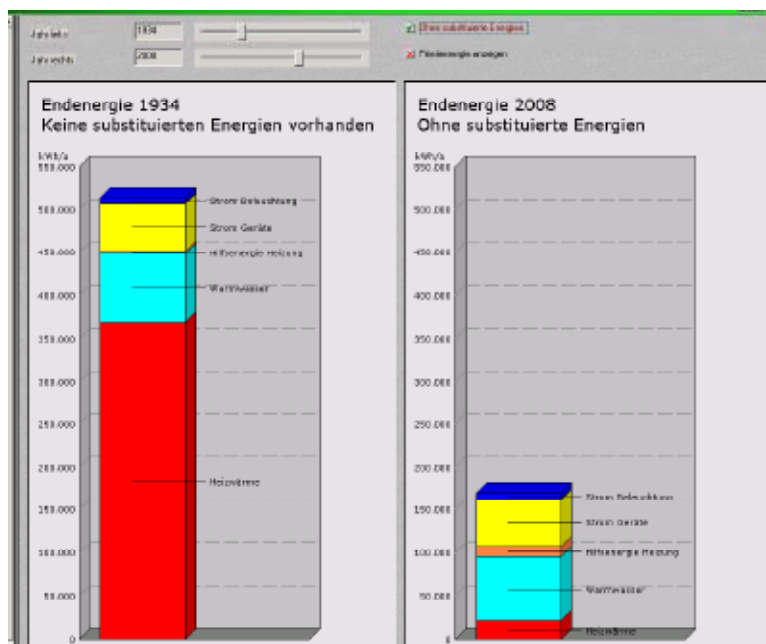 Jahr links 1934
Ohne substituierte Energien
Jahr rechts 2008
Primärenergie anzeigen
Endenergie 1934
Keine substituierten Energien vorhanden
kWh/a
550.000
500.000
450.000
400.000
350.000
300.000
250.000
200.000
150.000
100.000
50.000
0
Strom Beleuchtung
Strom Geräte
Hilfsenergie Heizung
Warmwasser
Heizwärme
Endenergie 2008
Ohne substituierte Energien
kWh/a
550.000
500.000
450.000
400.000
350.000
300.000
250.000
200.000
150.000
100.000
50.000
0
Strom Beleuchtung
Strom Geräte
Hilfsenergie Heizung
Warmwasser
Heizwärme